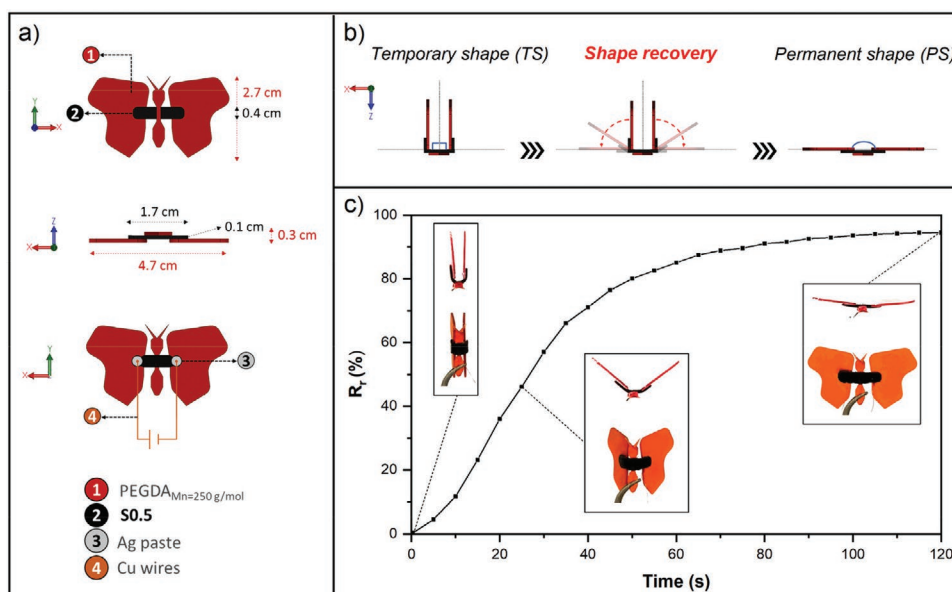 a)
1
Y
X
2
2.7 cm
0.4 cm
1.7 cm
Z
X
0.1 cm
0.3 cm
4.7 cm
Y
X
3
4
1 PEGDA Mn=250 g/mol
2 S0.5
3 Ag paste
4 Cu wires
b)
Temporary shape (TS)
Shape recovery
Permanent shape (PS)
X
Z
c)
100
80
60
40
20
0
Rr (%)
0 20 40 60 80 100 120
Time (s)